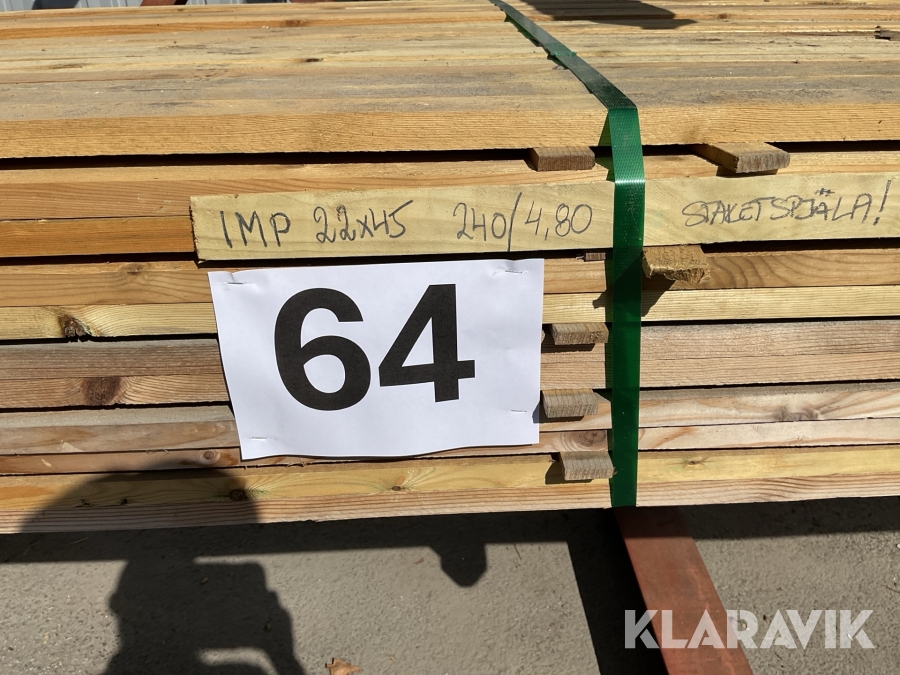 IMP 22x45 240/4,80 STAKETSPJÄLA!
64
KLARAVIK